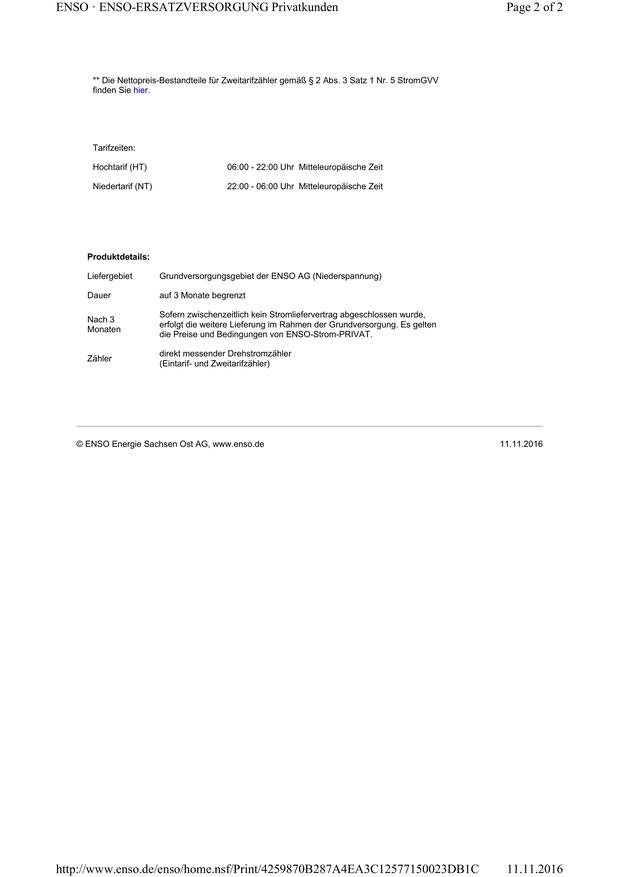 ENSO · ENSO-ERSATZVERSORGUNG Privatkunden Page 2 of 2
** Die Nettopreis-Bestandteile für Zweitarifzähler gemäß § 2 Abs. 3 Satz 1 Nr. 5 StromGVV
finden Sie hier.
Tarifzeiten:
Hochtarif (HT) 06:00 - 22:00 Uhr Mitteleuropäische Zeit
Niedertarif (NT) 22:00 - 06:00 Uhr Mitteleuropäische Zeit
Produktdetails:
Liefergebiet Grundversorgungsgebiet der ENSO AG (Niederspannung)
Dauer auf 3 Monate begrenzt
Nach 3
Monaten
Sofern zwischenzeitlich kein Stromliefervertrag abgeschlossen wurde,
erfolgt die weitere Lieferung im Rahmen der Grundversorgung. Es gelten
die Preise und Bedingungen von ENSO-Strom-PRIVAT.
Zähler
direkt messender Drehstromzähler
(Eintarif- und Zweitarifzähler)
© ENSO Energie Sachsen Ost AG, www.enso.de 11.11.2016
http://www.enso.de/enso/home.nsf/Print/4259870B287A4EA3C12577150023DB1C 11.11.2016